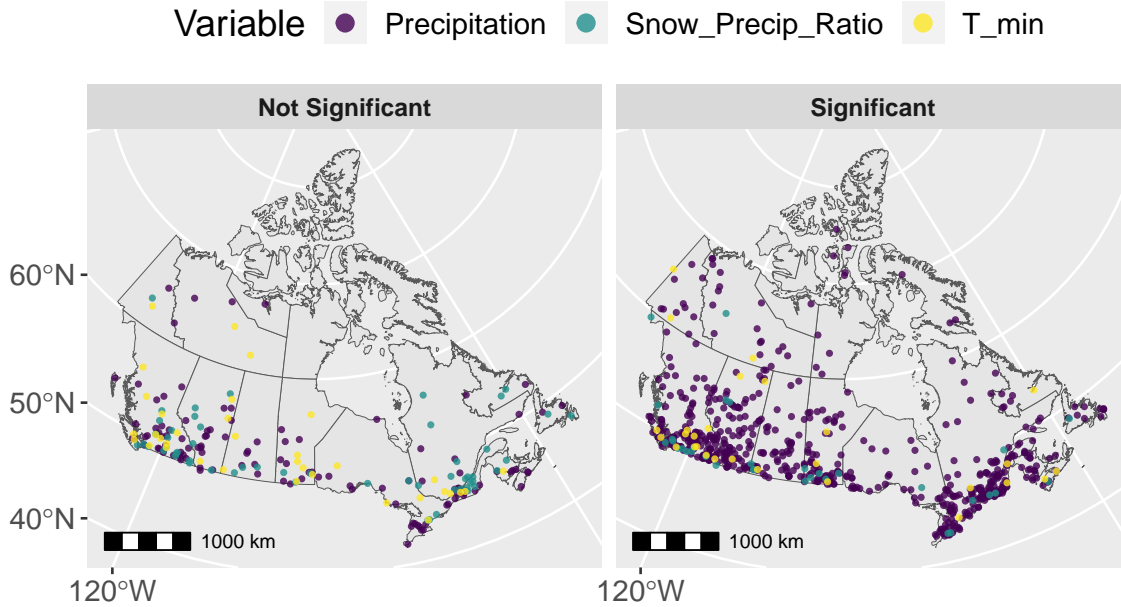 Variable Precipitation Snow_Precip_Ratio T_min
Not Significant Significant
60°N
50°N
40°N
1000 km 1000 km
120°W 120°W